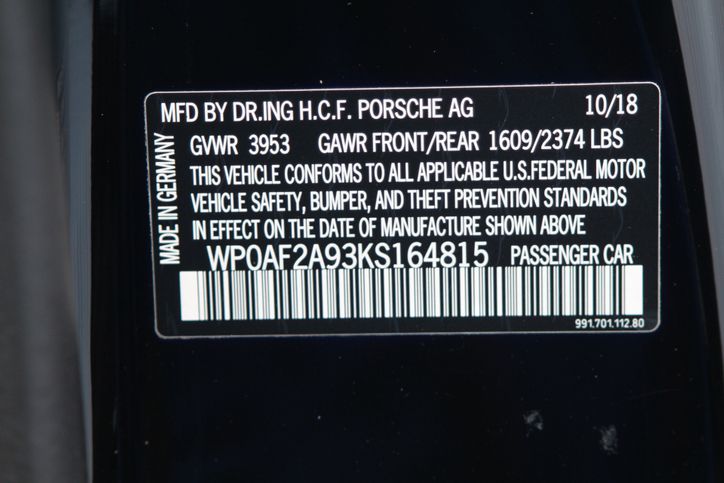 MFD BY DR.ING H.C.F. PORSCHE AG 10/18
GVWR 3953 GAWR FRONT/REAR 1609/2374 LBS
THIS VEHICLE CONFORMS TO ALL APPLICABLE U.S.FEDERAL MOTOR
VEHICLE SAFETY, BUMPER, AND THEFT PREVENTION STANDARDS
IN EFFECT ON THE DATE OF MANUFACTURE SHOWN ABOVE
WP0AF2A93KS164815 PASSENGER CAR
991.701.112.80
MADE IN GERMANY